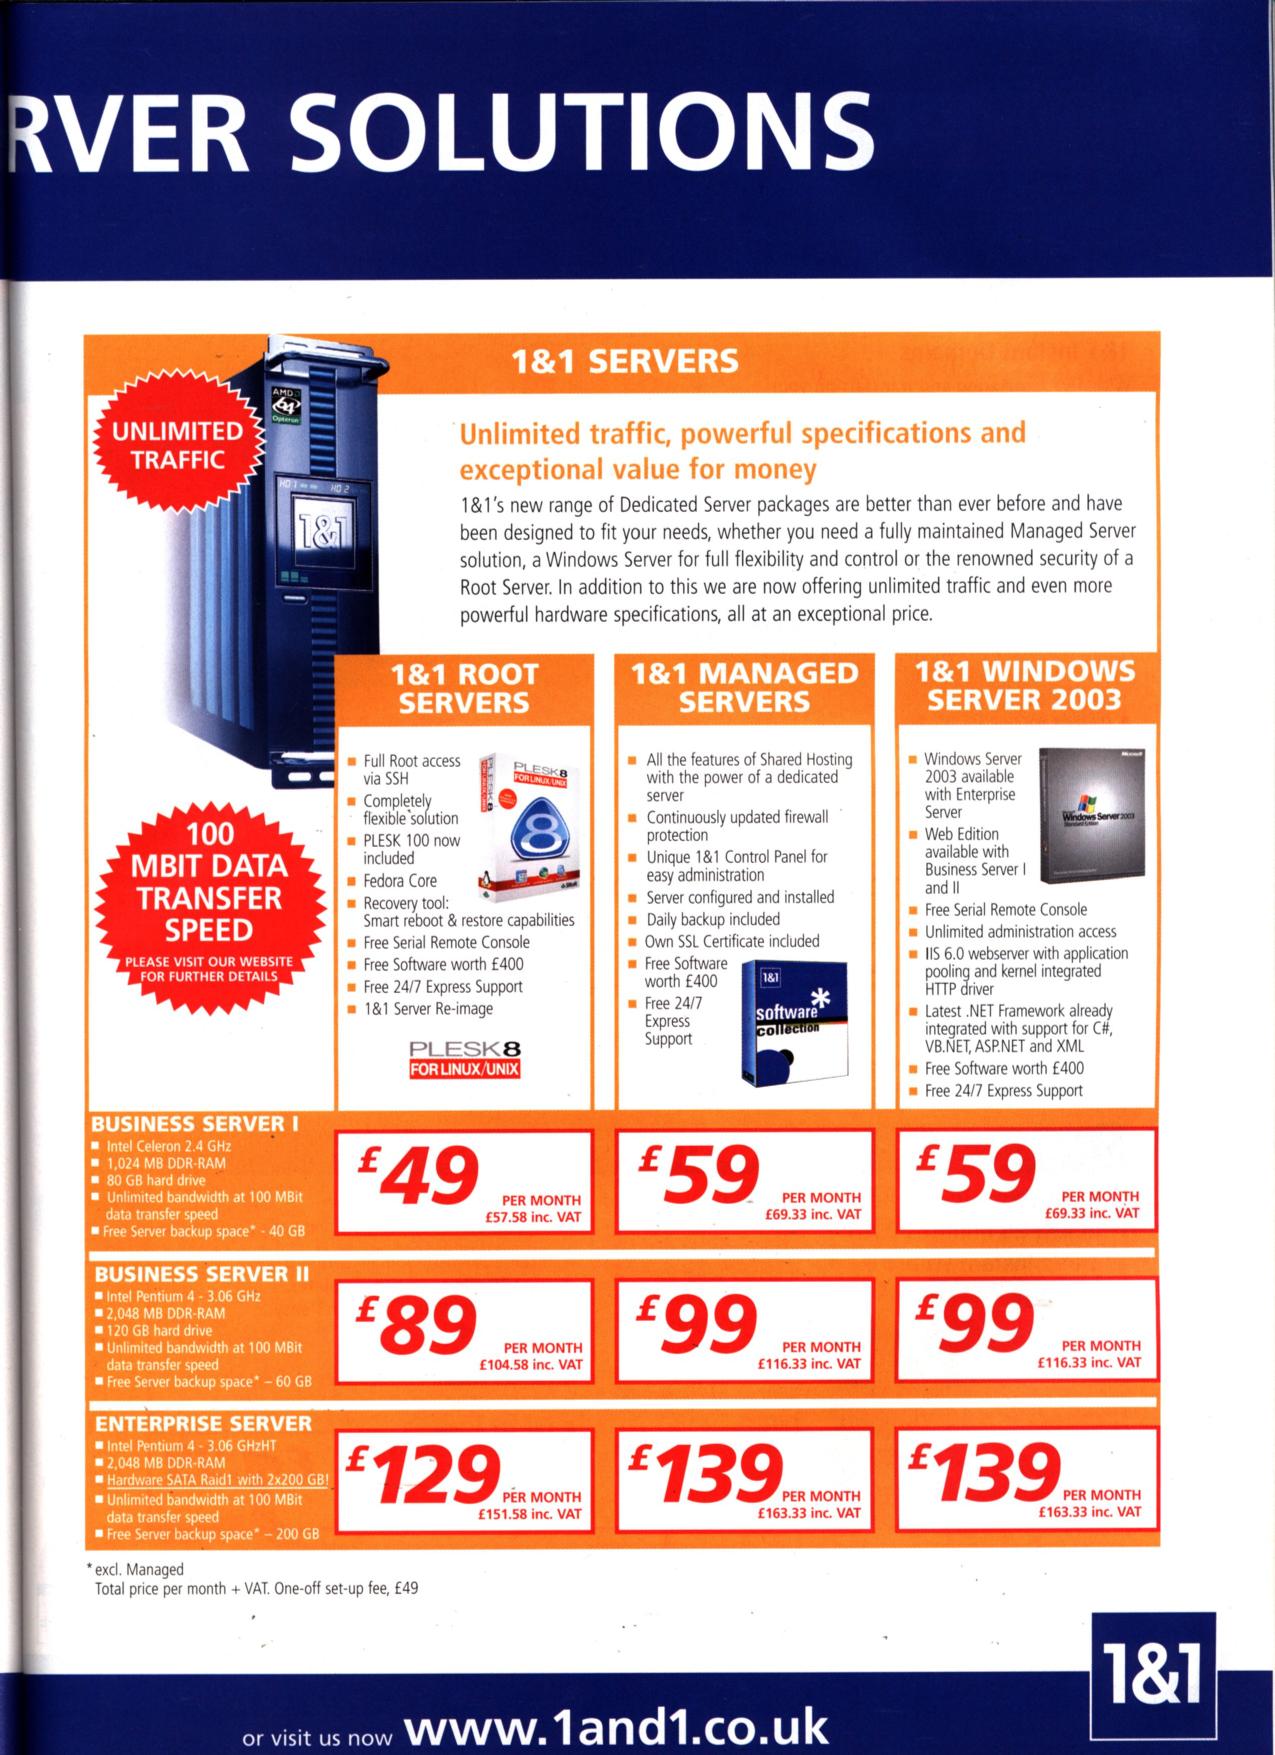 RVER SOLUTIONS
1&1 SERVERS
UNLIMITED
TRAFFIC
AMD
64
Opteron
HD 1
HD 2
1&1
Unlimited traffic, powerful specifications and
exceptional value for money
1&1's new range of Dedicated Server packages are better than ever before and have
been designed to fit your needs, whether you need a fully maintained Managed Server
solution, a Windows Server for full flexibility and control or the renowned security of a
Root Server. In addition to this we are now offering unlimited traffic and even more
powerful hardware specifications, all at an exceptional price.
100
MBIT DATA
TRANSFER
SPEED
PLEASE VISIT OUR WEBSITE
FOR FURTHER DETAILS
1&1 ROOT
SERVERS
Full Root access
via SSH
Completely
flexible solution
PLESK 100 now
included
Fedora Core
Recovery tool:
Smart reboot & restore capabilities
Free Serial Remote Console
Free Software worth £400
Free 24/7 Express Support
1&1 Server Re-image
PLESK8
FOR LINUX/UNIX
8
PLESK8
FOR LINUX/UNIX
1&1 MANAGED
SERVERS
All the features of Shared Hosting
with the power of a dedicated
server
Continuously updated firewall
protection
Unique 1&1 Control Panel for
easy administration
Server configured and installed
Daily backup included
Own SSL Certificate included
Free Software
worth £400
Free 24/7
Express
Support
1&1
software*
collection
1&1 WINDOWS
SERVER 2003
Windows Server
2003 available
with Enterprise
Server
Web Edition
available with
Business Server I
and II
Free Serial Remote Console
Unlimited administration access
IIS 6.0 webserver with application
pooling and kernel integrated
HTTP driver
Latest .NET Framework already
integrated with support for C#,
VB.NET, ASP.NET and XML
Free Software worth £400
Free 24/7 Express Support
Microsoft
Windows Server 2003
Standard Edition
BUSINESS SERVER I
Intel Celeron 2.4 GHz
1,024 MB DDR-RAM
80 GB hard drive
Unlimited bandwidth at 100 MBit
data transfer speed
Free Server backup space* - 40 GB
£49
PER MONTH
£57.58 inc. VAT
£59
PER MONTH
£69.33 inc. VAT
£59
PER MONTH
£69.33 inc. VAT
BUSINESS SERVER II
Intel Pentium 4 - 3.06 GHz
2,048 MB DDR-RAM
120 GB hard drive
Unlimited bandwidth at 100 MBit
data transfer speed
Free Server backup space* – 60 GB
£89
PER MONTH
£104.58 inc. VAT
£99
PER MONTH
£116.33 inc. VAT
£99
PER MONTH
£116.33 inc. VAT
ENTERPRISE SERVER
Intel Pentium 4 - 3.06 GHzHT
2,048 MB DDR-RAM
Hardware SATA Raid1 with 2x200 GB!
Unlimited bandwidth at 100 MBit
data transfer speed
Free Server backup space* – 200 GB
£129
PER MONTH
£151.58 inc. VAT
£139
PER MONTH
£163.33 inc. VAT
£139
PER MONTH
£163.33 inc. VAT
* excl. Managed
Total price per month + VAT. One-off set-up fee, £49
1&1
or visit us now www.1and1.co.uk